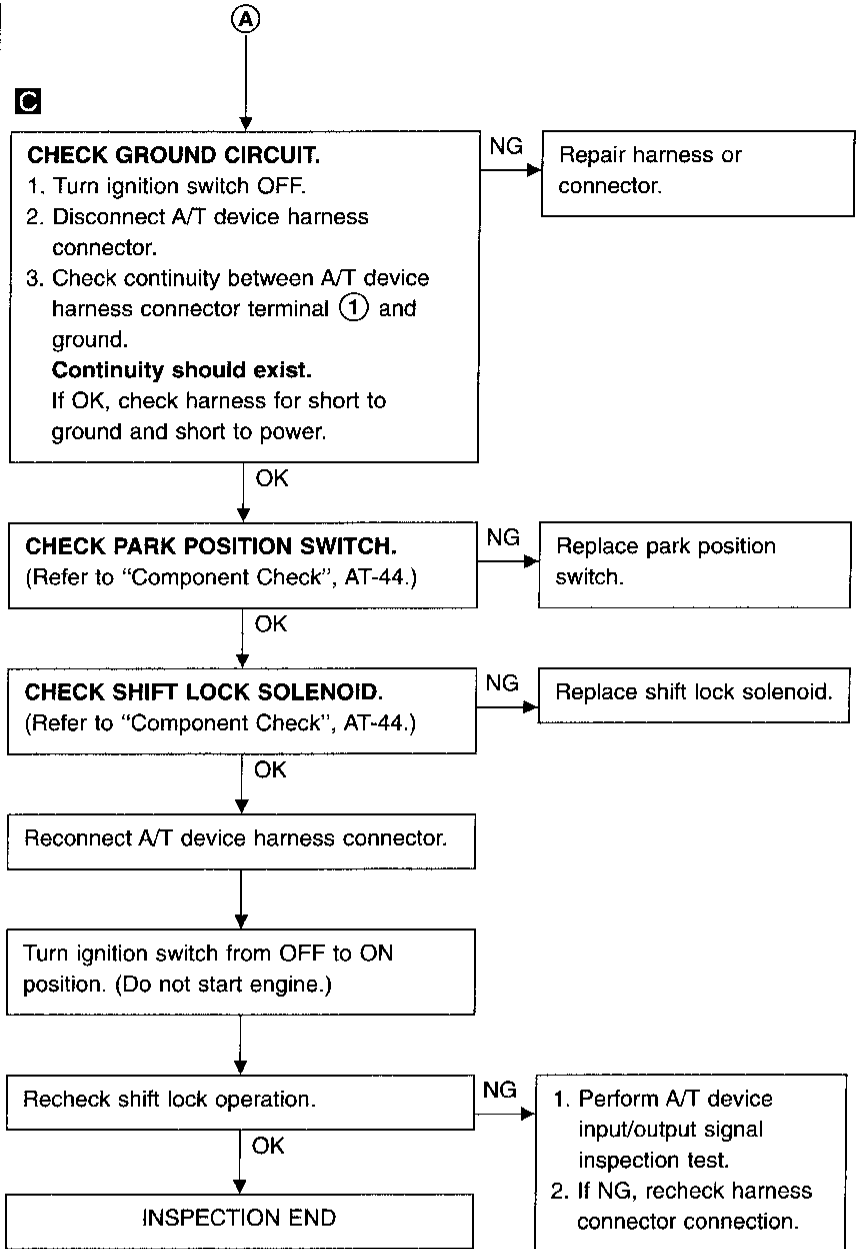 A
C
CHECK GROUND CIRCUIT.
1. Turn ignition switch OFF.
2. Disconnect A/T device harness
connector.
3. Check continuity between A/T device
harness connector terminal 1 and
ground.
Continuity should exist.
If OK, check harness for short to
ground and short to power.
NG
Repair harness or
connector.
OK
CHECK PARK POSITION SWITCH.
(Refer to “Component Check”, AT-44.)
NG
Replace park position
switch.
OK
CHECK SHIFT LOCK SOLENOID.
(Refer to “Component Check”, AT-44.)
NG
Replace shift lock solenoid.
OK
Reconnect A/T device harness connector.
Turn ignition switch from OFF to ON
position. (Do not start engine.)
Recheck shift lock operation.
NG
1. Perform A/T device
input/output signal
inspection test.
2. If NG, recheck harness
connector connection.
OK
INSPECTION END